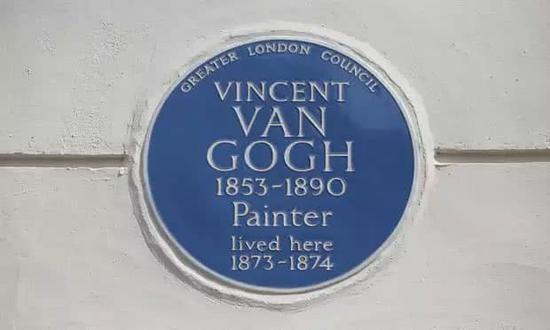 GREATER LONDON COUNCIL
VINCENT
VAN
GOGH
1853-1890
Painter
lived here
1873-1874